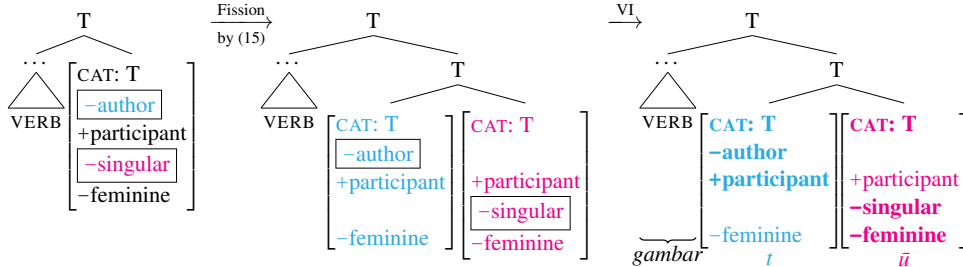 T
…
VERB
CAT: T
−author
+participant
−singular
−feminine
Fission
by (15)
T
…
VERB
T
CAT: T
−author
+participant
−feminine
CAT: T
+participant
−singular
−feminine
VI
T
…
VERB
gambar
T
CAT: T
−author
+participant
−feminine
t
CAT: T
+participant
−singular
−feminine
ū